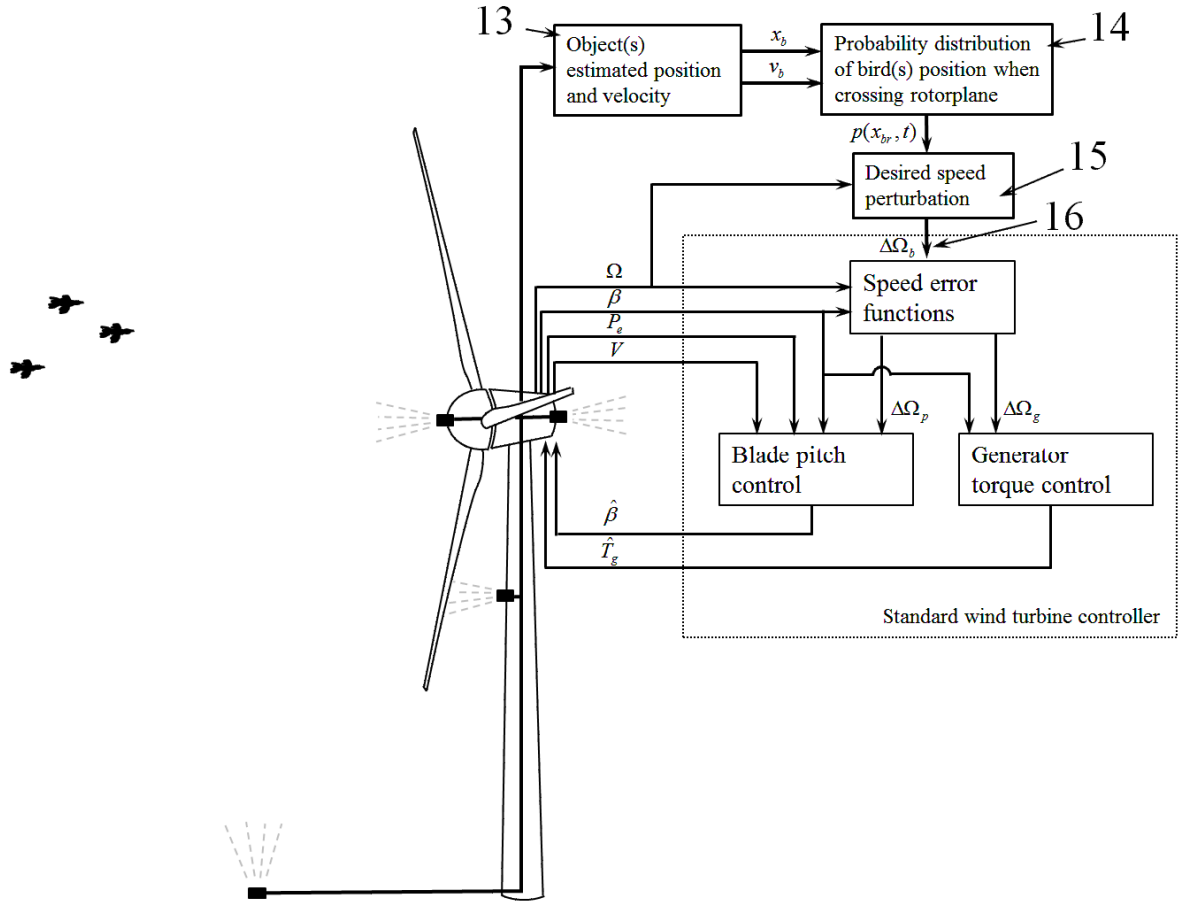 13
Object(s)
estimated position
and velocity
x_b
v_b
Probability distribution
of bird(s) position when
crossing rotorplane
14
p(x_{br}, t)
Desired speed
perturbation
15
16
ΔΩ_b
Ω
β
P_e
V
Speed error
functions
ΔΩ_p
ΔΩ_g
Blade pitch
control
Generator
torque control
β̂
T̂_g
Standard wind turbine controller